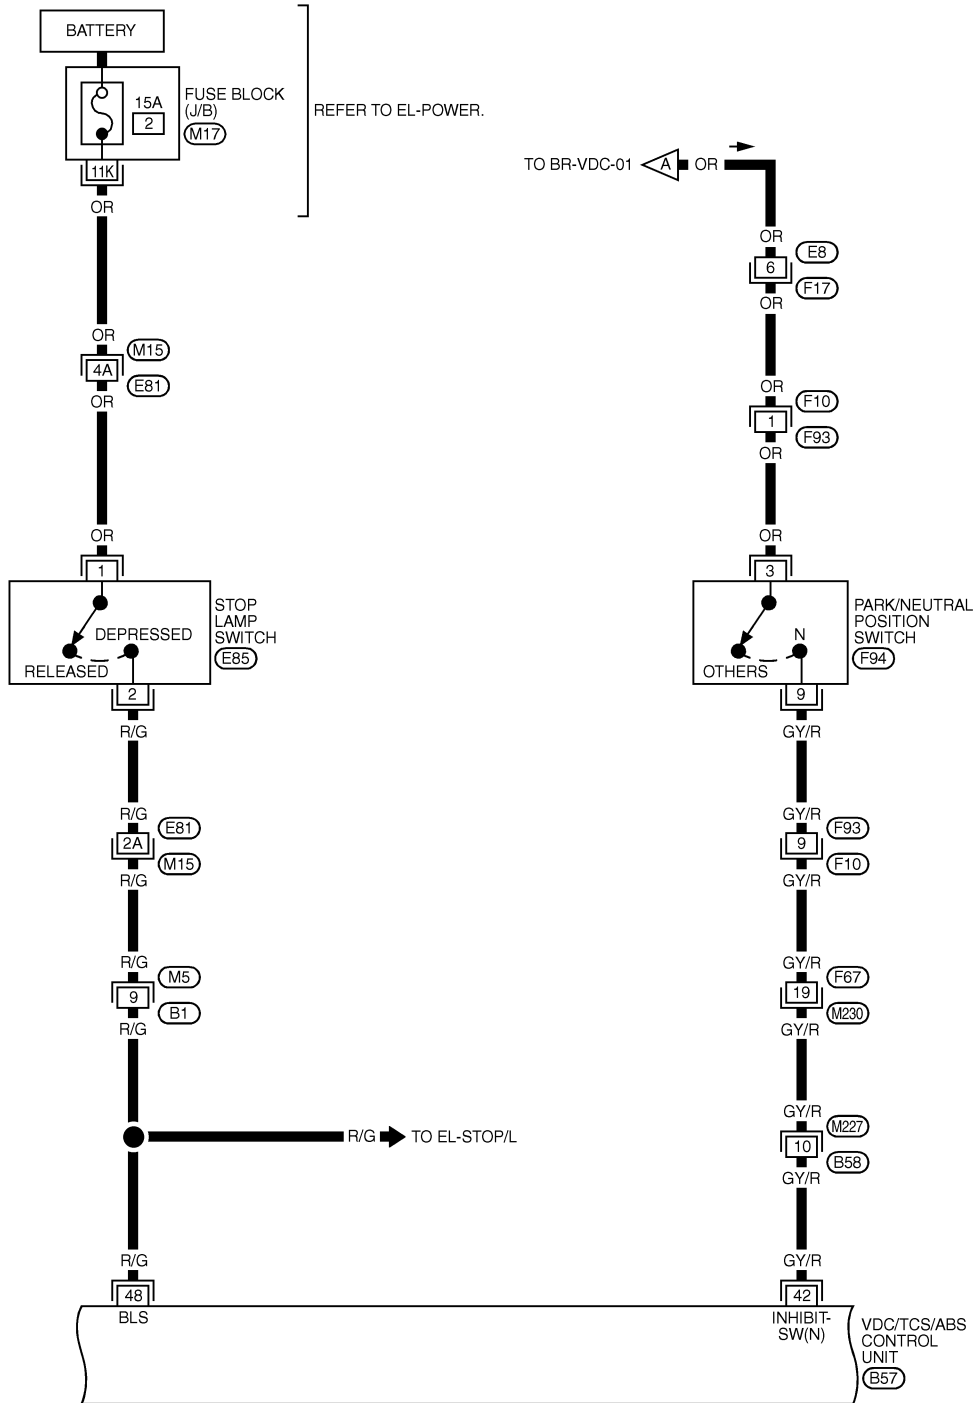 BATTERY
15A
2
FUSE BLOCK
(J/B)
M17
REFER TO EL-POWER.
11K
OR
OR
M15
4A
E81
OR
OR
1
STOP
LAMP
SWITCH
E85
DEPRESSED
RELEASED
2
R/G
R/G
E81
2A
M15
R/G
R/G
M5
9
B1
R/G
R/G
TO EL-STOP/L
R/G
48
BLS
TO BR-VDC-01
A
OR
OR
E8
6
F17
OR
OR
F10
1
F93
OR
OR
3
PARK/NEUTRAL
POSITION
SWITCH
F94
N
OTHERS
9
GY/R
GY/R
F93
9
F10
GY/R
GY/R
F67
19
M230
GY/R
GY/R
M227
10
B58
GY/R
GY/R
42
INHIBIT-
SW(N)
VDC/TCS/ABS
CONTROL
UNIT
B57